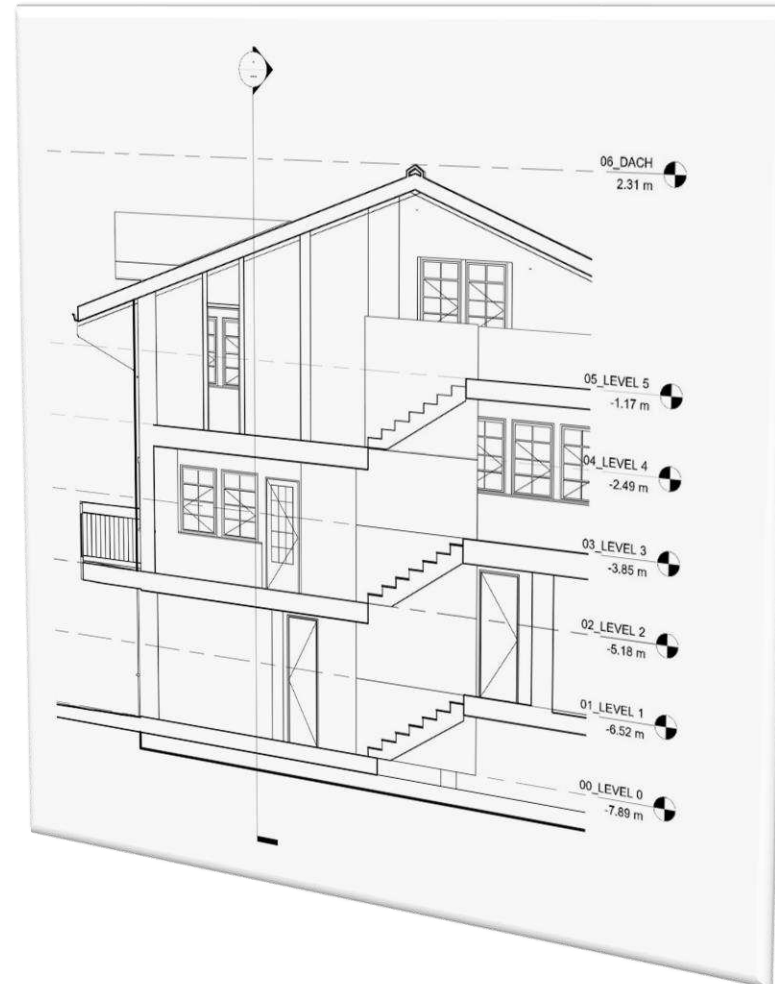 06_DACH
2.31 m
05_LEVEL 5
-1.17 m
04_LEVEL 4
-2.49 m
03_LEVEL 3
-3.85 m
02_LEVEL 2
-5.18 m
01_LEVEL 1
-6.52 m
00_LEVEL 0
-7.89 m